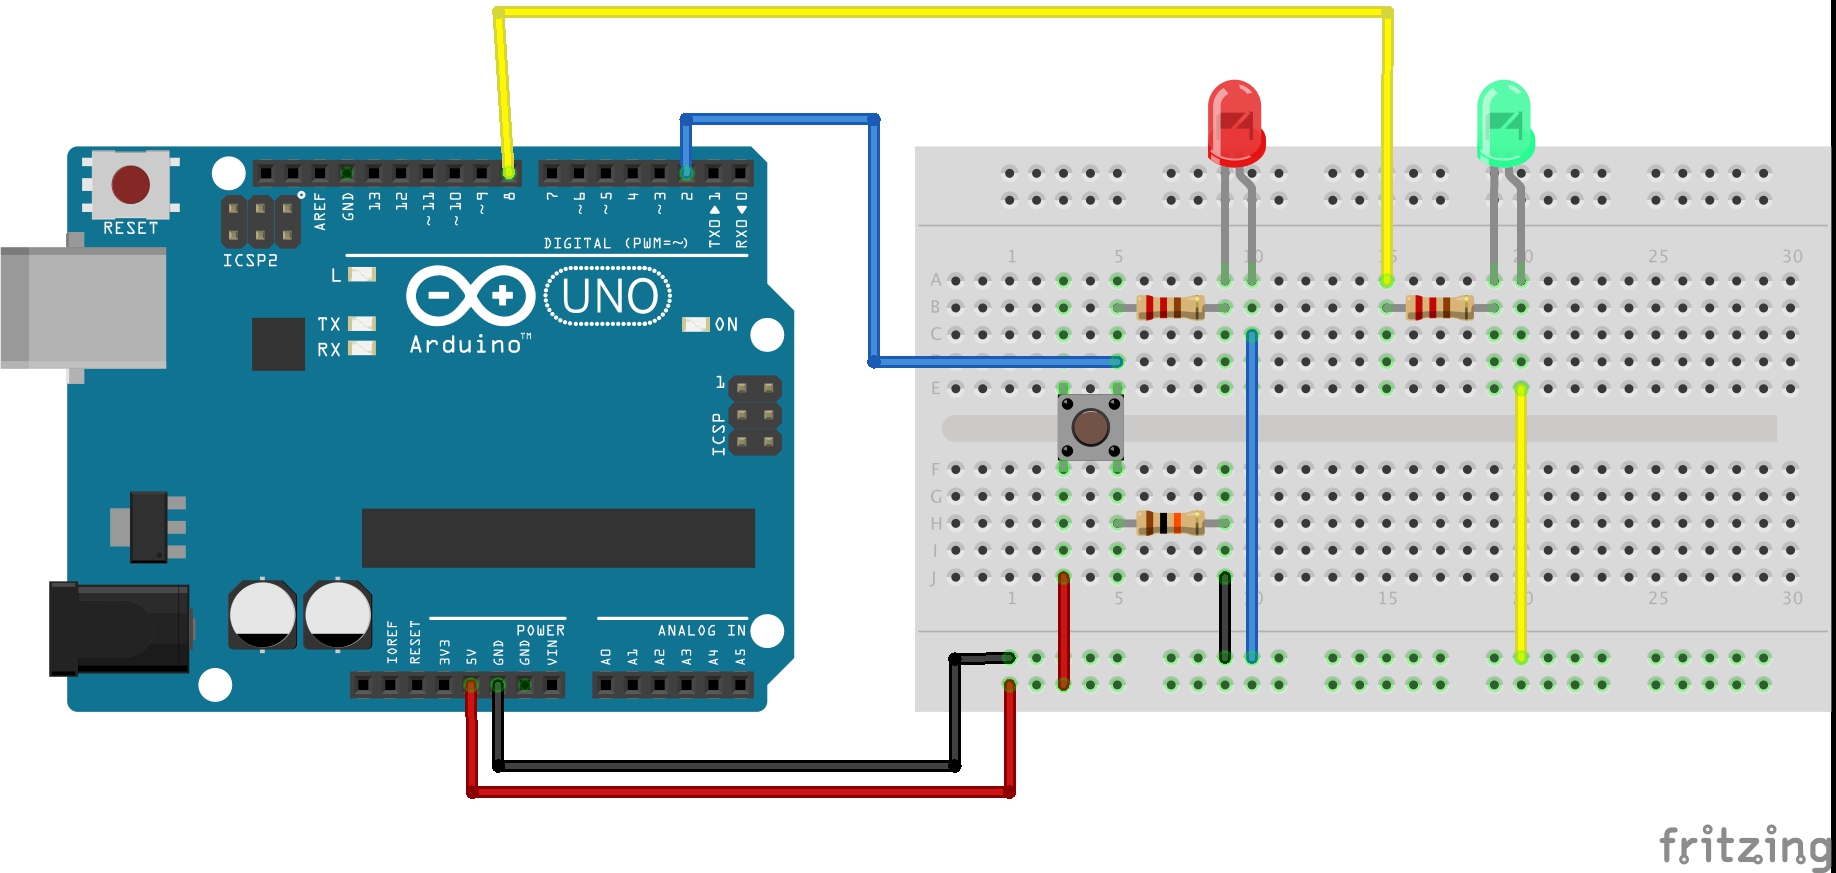 RESET
ICSP2
AREF
GND
13
12
~11
~10
~9
8
7
~6
~5
4
~3
2
TX0▶1
RX0◀0
DIGITAL (PWM=~)
L
TX
RX
Arduino™
UNO
ON
1
ICSP
IOREF
RESET
3V3
5V
GND
GND
VIN
POWER
A0
A1
A2
A3
A4
A5
ANALOG IN
1 5 10 15 20 25 30
A
B
C
E
F
G
H
I
J
1 5 10 15 20 25 30
fritzing